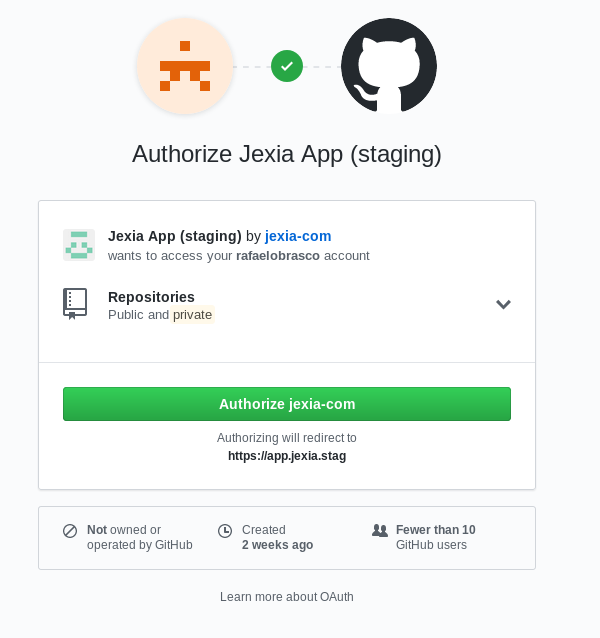 Authorize Jexia App (staging)
Jexia App (staging) by jexia-com
wants to access your rafaelobrasco account
Repositories
Public and private
Authorize jexia-com
Authorizing will redirect to
https://app.jexia.stag
Not owned or
operated by GitHub
Created
2 weeks ago
Fewer than 10
GitHub users
Learn more about OAuth